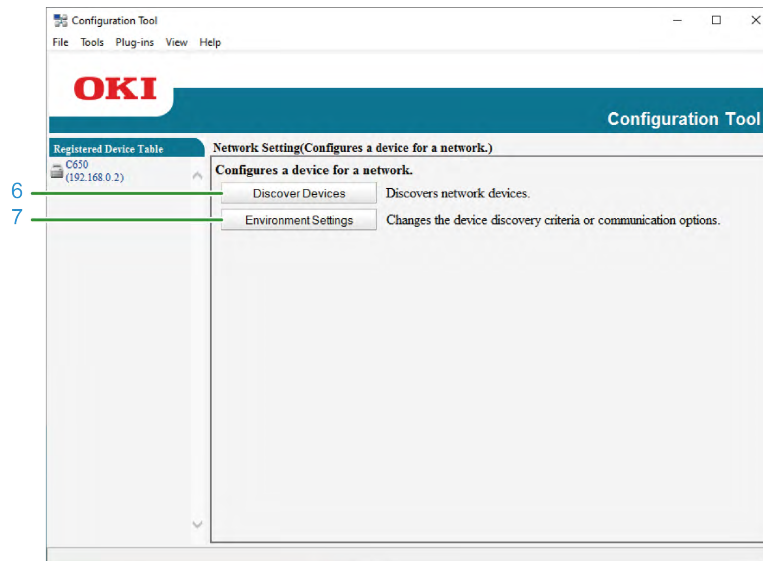 Configuration Tool
File Tools Plug-ins View Help
OKI
Configuration Tool
Registered Device Table
C650
(192.168.0.2)
Network Setting(Configures a device for a network.)
Configures a device for a network.
6
Discover Devices Discovers network devices.
7
Environment Settings Changes the device discovery criteria or communication options.